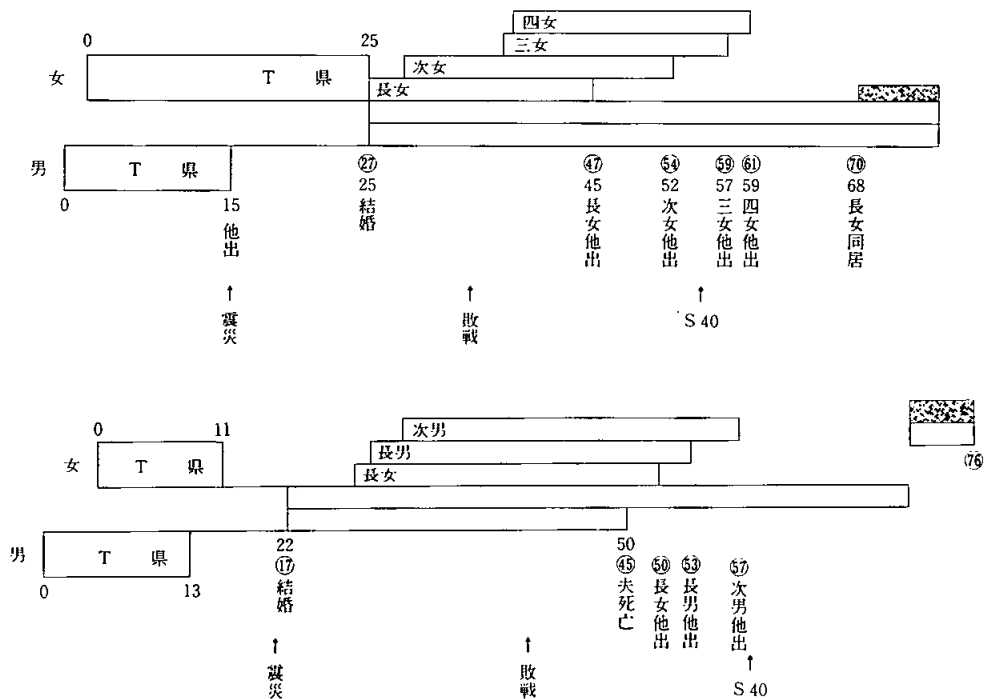 四女
三女
0 25
次女
女 T 県
長女
男 T 県
0 15 ㉗ ㊼ 54 59 61 70
25 45 52 57 59 68
他出
結婚
長女他出
次女他出
三女他出
四女他出
長女同居
↑ ↑ ↑
震災
敗戦
S 40
0 11
次男
長男
女 T 県
長女
76
男 T 県
0 13
22 50
⑰ ㊺ ㊿ 53 57
結婚
夫死亡
長女他出
長男他出
次男他出
↑ ↑ ↑
震災
敗戦
S 40